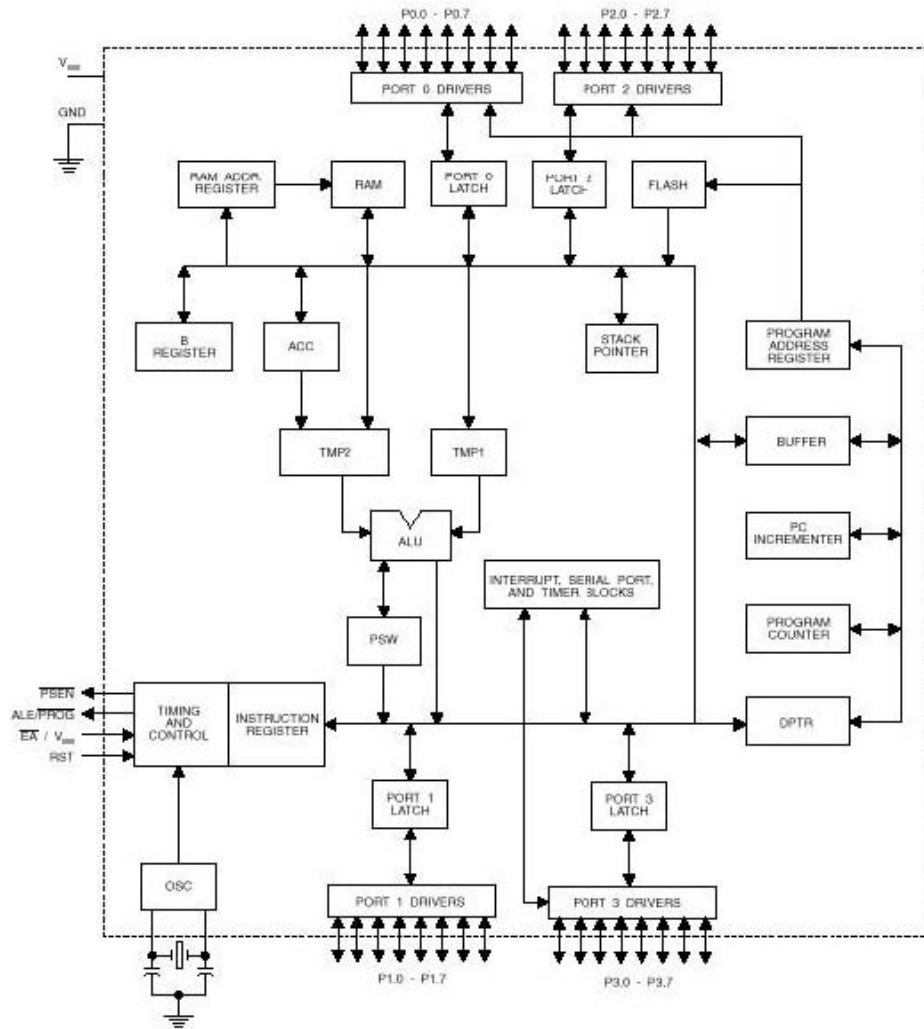 P0.0 - P0.7
P2.0 - P2.7
V
GND
PORT 0 DRIVERS
PORT 2 DRIVERS
RAM ADDR.
REGISTER
RAM
PORT 0
LATCH
PORT 2
LATCH
FLASH
B
REGISTER
ACC
STACK
POINTER
PROGRAM
ADDRESS
REGISTER
TMP2
TMP1
BUFFER
ALU
PC
INCREMENTER
INTERRUPT, SERIAL PORT,
AND TIMER BLOCKS
PSW
PROGRAM
COUNTER
PSEN
ALE/PROG
EA / V
RST
TIMING
AND
CONTROL
INSTRUCTION
REGISTER
DPTR
PORT 1
LATCH
PORT 3
LATCH
OSC
PORT 1 DRIVERS
PORT 3 DRIVERS
P1.0 - P1.7
P3.0 - P3.7